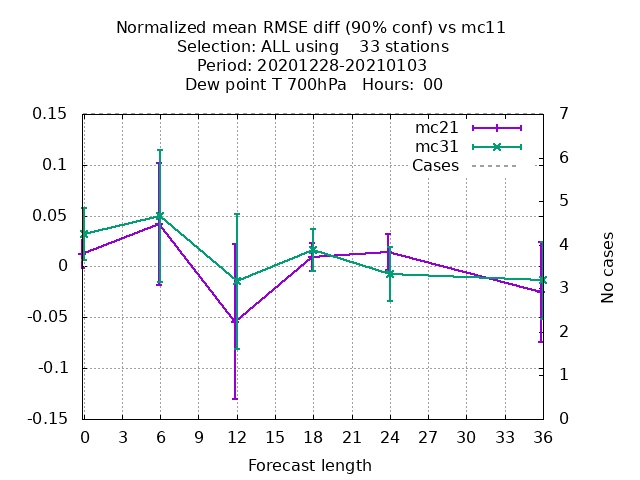 Normalized mean RMSE diff (90% conf) vs mc11
Selection: ALL using    33 stations
Period: 20201228-20210103
Dew point T 700hPa   Hours:  00
mc21
mc31
Cases
0.15
0.1
0.05
0
-0.05
-0.1
-0.15
7
6
5
4
3
2
1
0
No cases
0 3 6 9 12 15 18 21 24 27 30 33 36
Forecast length